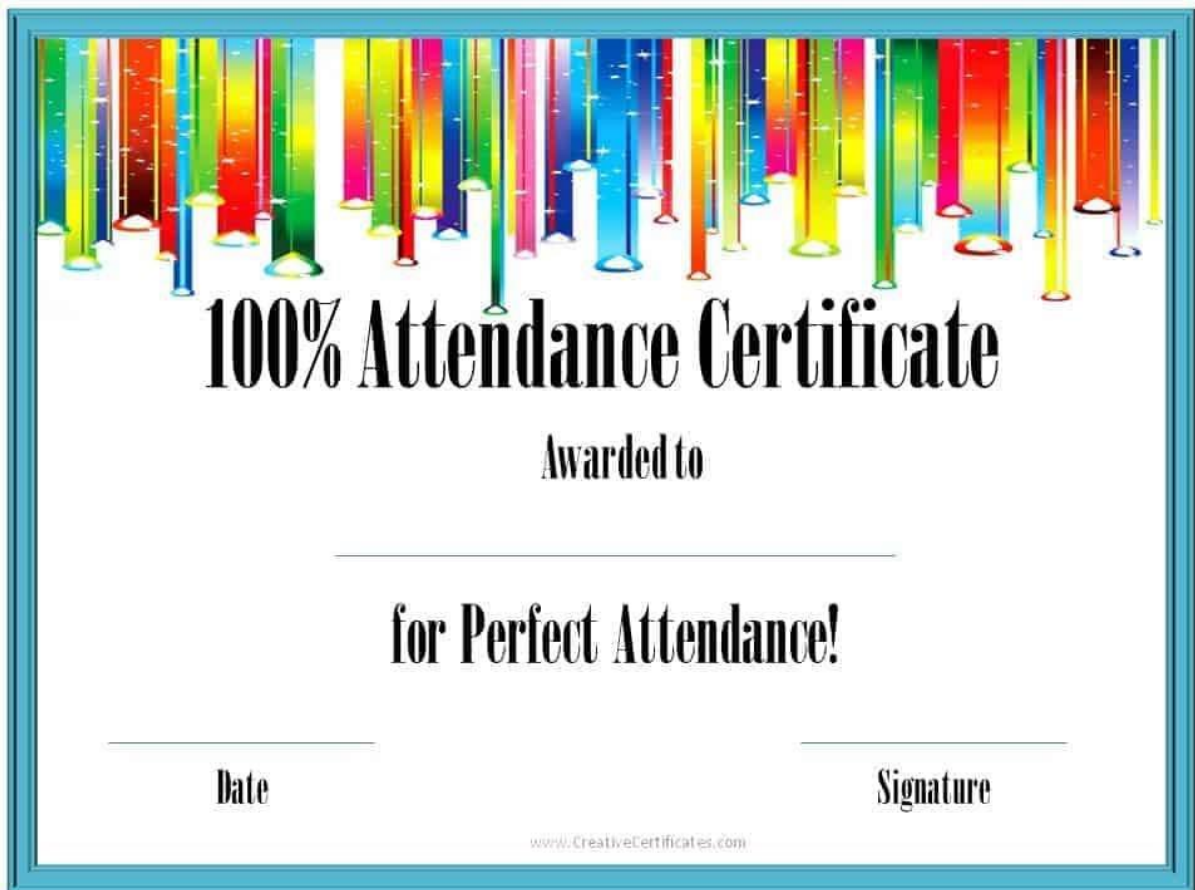 100% Attendance Certificate
Awarded to
for Perfect Attendance!
Date
Signature
www.CreativeCertificates.com